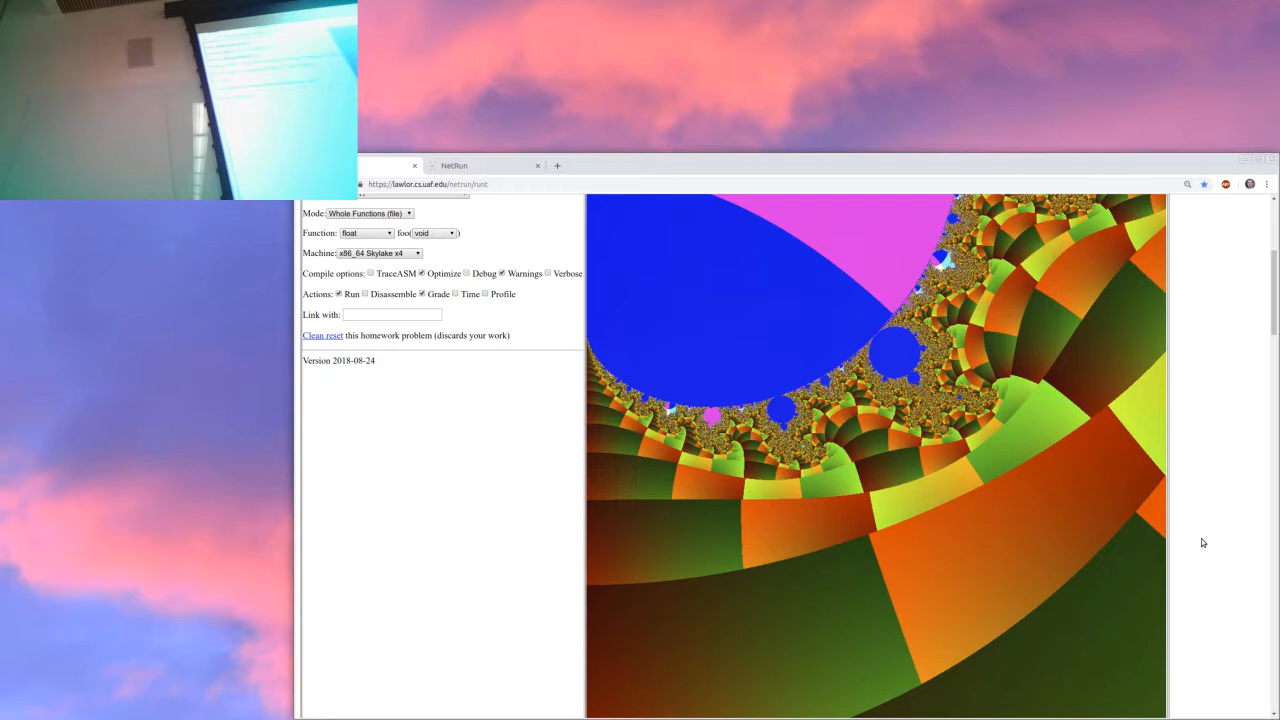 NetRun
https://lawlor.cs.uaf.edu/netrun/runt
Mode: Whole Functions (file)
Function: float foo( void )
Machine: x86_64 Skylake x4
Compile options: TraceASM Optimize Debug Warnings Verbose
Actions: Run Disassemble Grade Time Profile
Link with:
Clean reset this homework problem (discards your work)
Version 2018-08-24